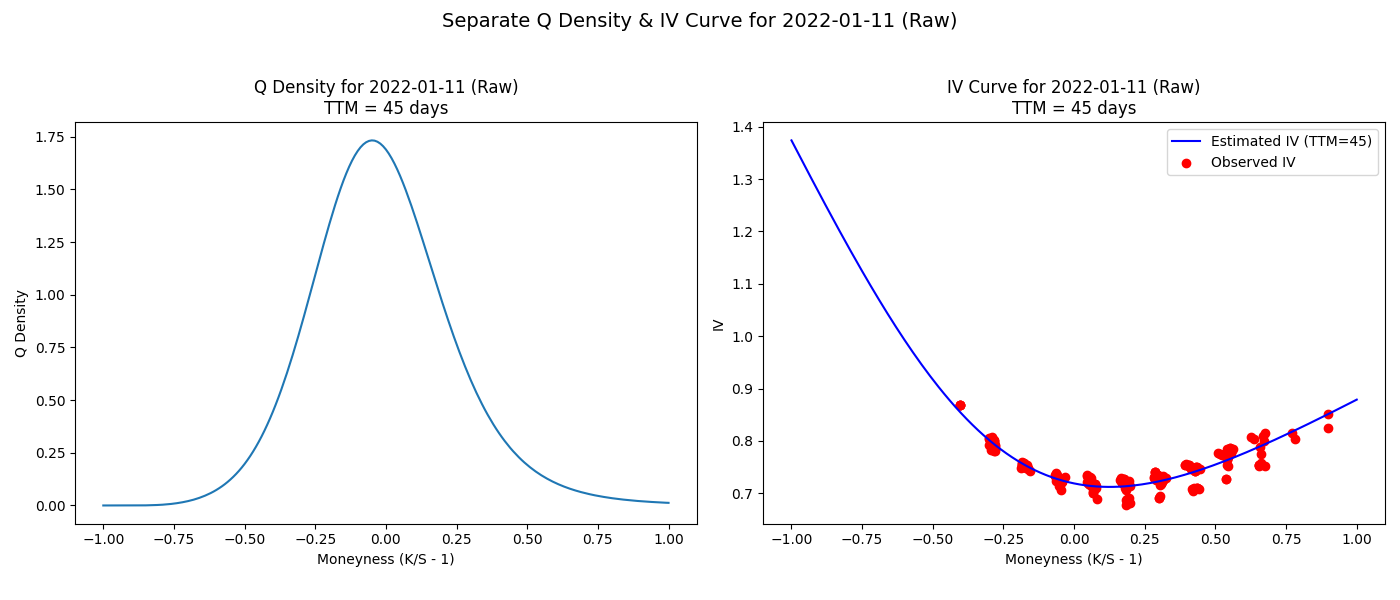 Separate Q Density & IV Curve for 2022-01-11 (Raw)
Q Density for 2022-01-11 (Raw)
TTM = 45 days
Q Density
1.75
1.50
1.25
1.00
0.75
0.50
0.25
0.00
−1.00 −0.75 −0.50 −0.25 0.00 0.25 0.50 0.75 1.00
Moneyness (K/S - 1)
IV Curve for 2022-01-11 (Raw)
TTM = 45 days
Estimated IV (TTM=45)
Observed IV
IV
1.4
1.3
1.2
1.1
1.0
0.9
0.8
0.7
−1.00 −0.75 −0.50 −0.25 0.00 0.25 0.50 0.75 1.00
Moneyness (K/S - 1)